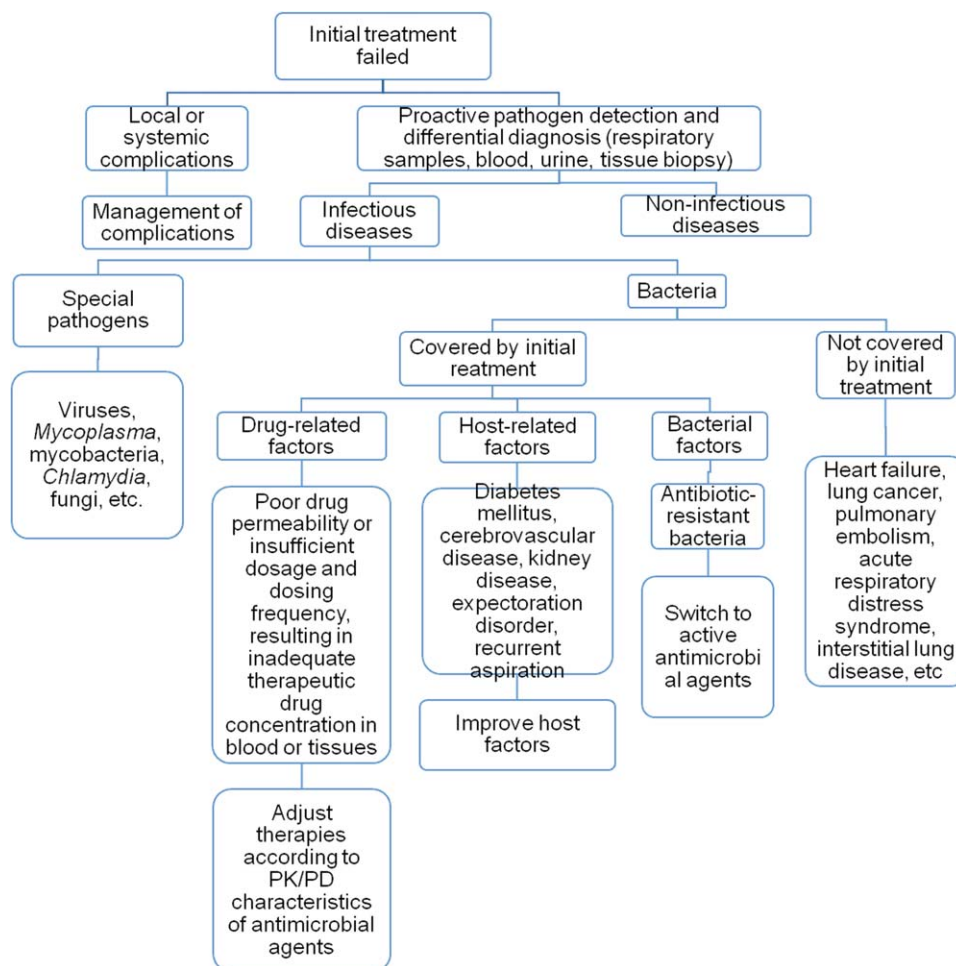 Initial treatment
failed
Local or
systemic
complications
Proactive pathogen detection and
differential diagnosis (respiratory
samples, blood, urine, tissue biopsy)
Management of
complications
Infectious
diseases
Non-infectious
diseases
Special
pathogens
Bacteria
Viruses,
Mycoplasma,
mycobacteria,
Chlamydia,
fungi, etc.
Covered by initial
reatment
Not covered
by initial
treatment
Drug-related
factors
Host-related
factors
Bacterial
factors
Poor drug
permeability or
insufficient
dosage and
dosing
frequency,
resulting in
inadequate
therapeutic
drug
concentration in
blood or tissues
Diabetes
mellitus,
cerebrovascular
disease, kidney
disease,
expectoration
disorder,
recurrent
aspiration
Antibiotic-
resistant
bacteria
Heart failure,
lung cancer,
pulmonary
embolism,
acute
respiratory
distress
syndrome,
interstitial lung
disease, etc
Switch to
active
antimicrobi
al agents
Improve host
factors
Adjust
therapies
according to
PK/PD
characteristics
of antimicrobial
agents